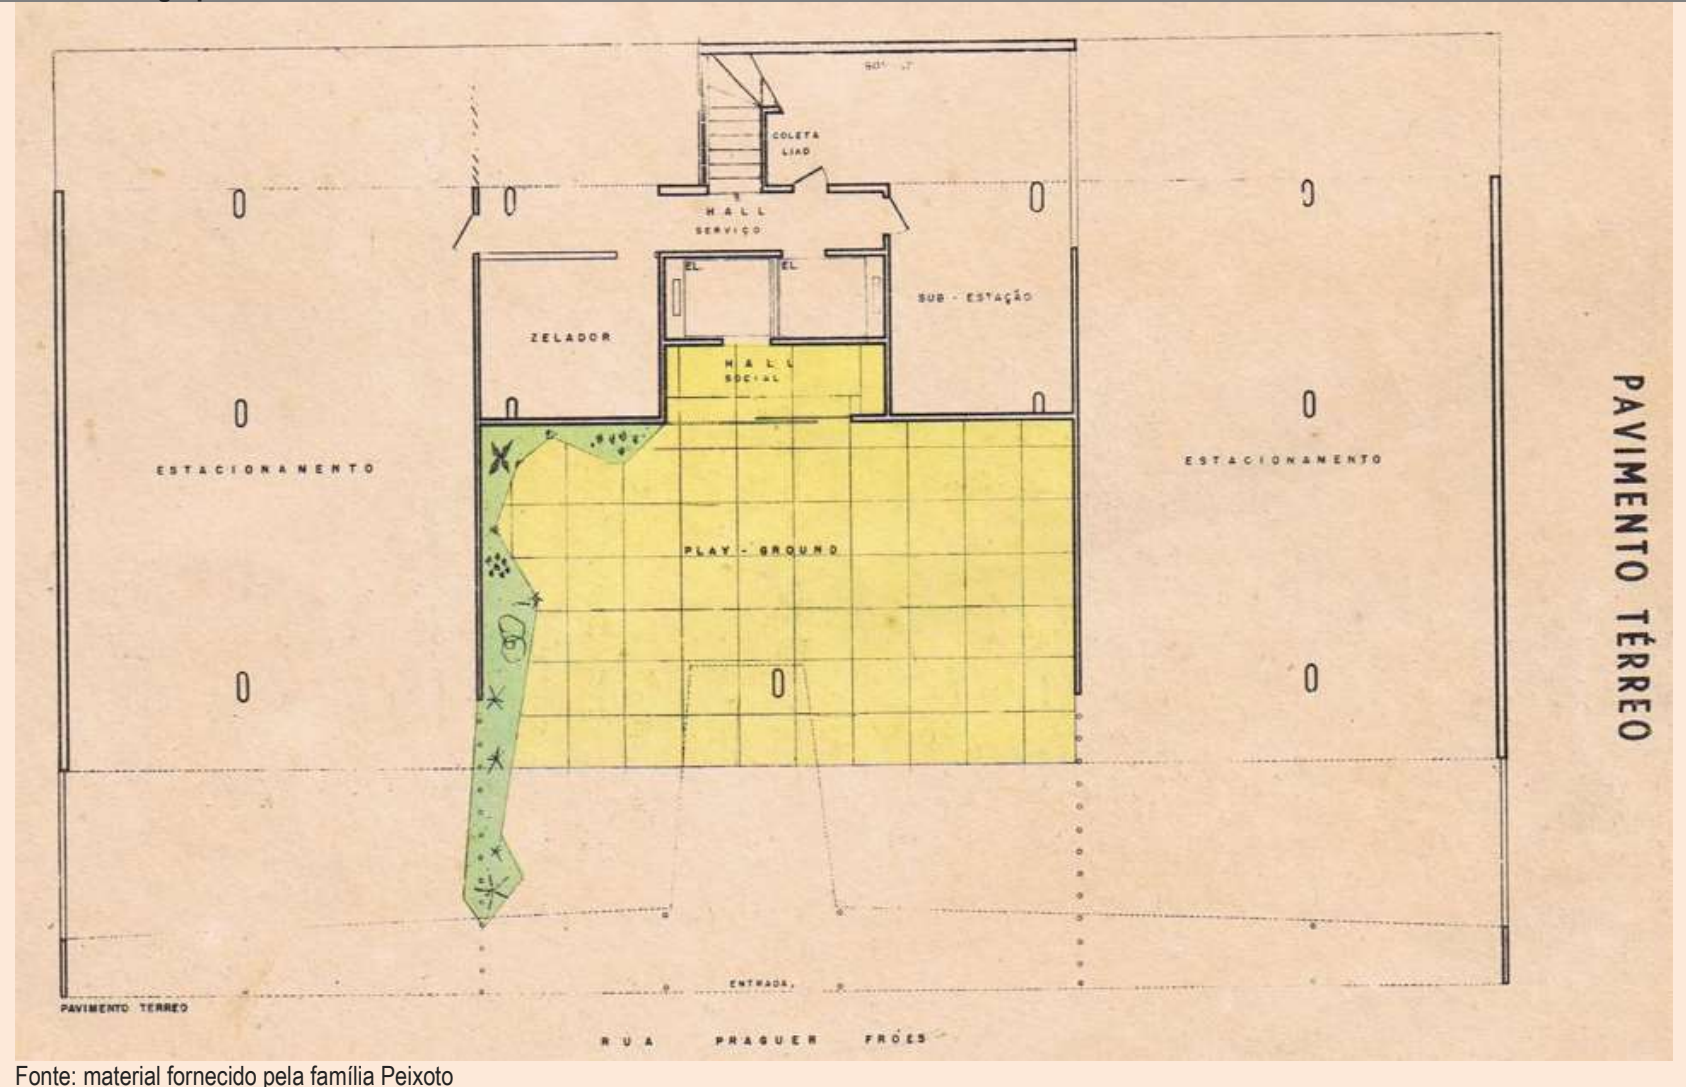 COLETA
LIAD
HALL
SERVIÇO
EL.
EL
SUB - ESTAÇÃO
ZELADOR
HALL
SOCIAL
ESTACIONAMENTO
ESTACIONAMENTO
PLAY - GROUND
PAVIMENTO TÉRREO
ENTRADA.
PAVIMENTO TERREO
RUA PRAGUER FRÓES
Fonte: material fornecido pela família Peixoto